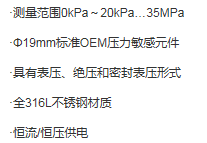 ·测量范围0kPa～20kPa…35MPa
·Φ19mm标准OEM压力敏感元件
·具有表压、绝压和密封表压形式
·全316L不锈钢材质
·恒流/恒压供电